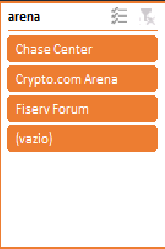 arena
Chase Center
Crypto.com Arena
Fiserv Forum
(vazio)